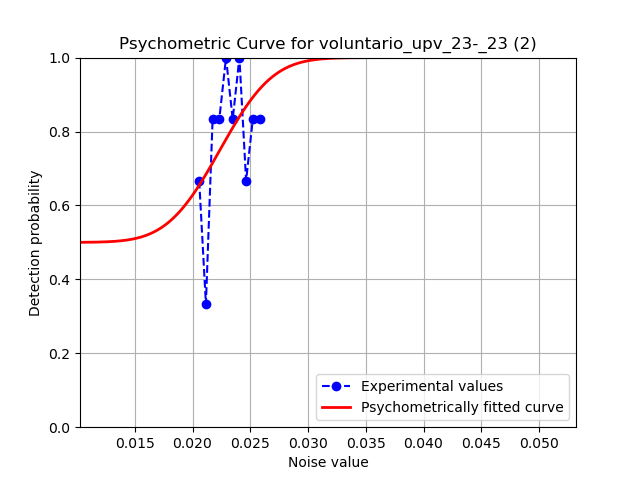 Psychometric Curve for voluntario_upv_23-_23 (2)
1.0
0.8
0.6
0.4
0.2
0.0
Detection probability
Experimental values
Psychometrically fitted curve
0.015 0.020 0.025 0.030 0.035 0.040 0.045 0.050
Noise value